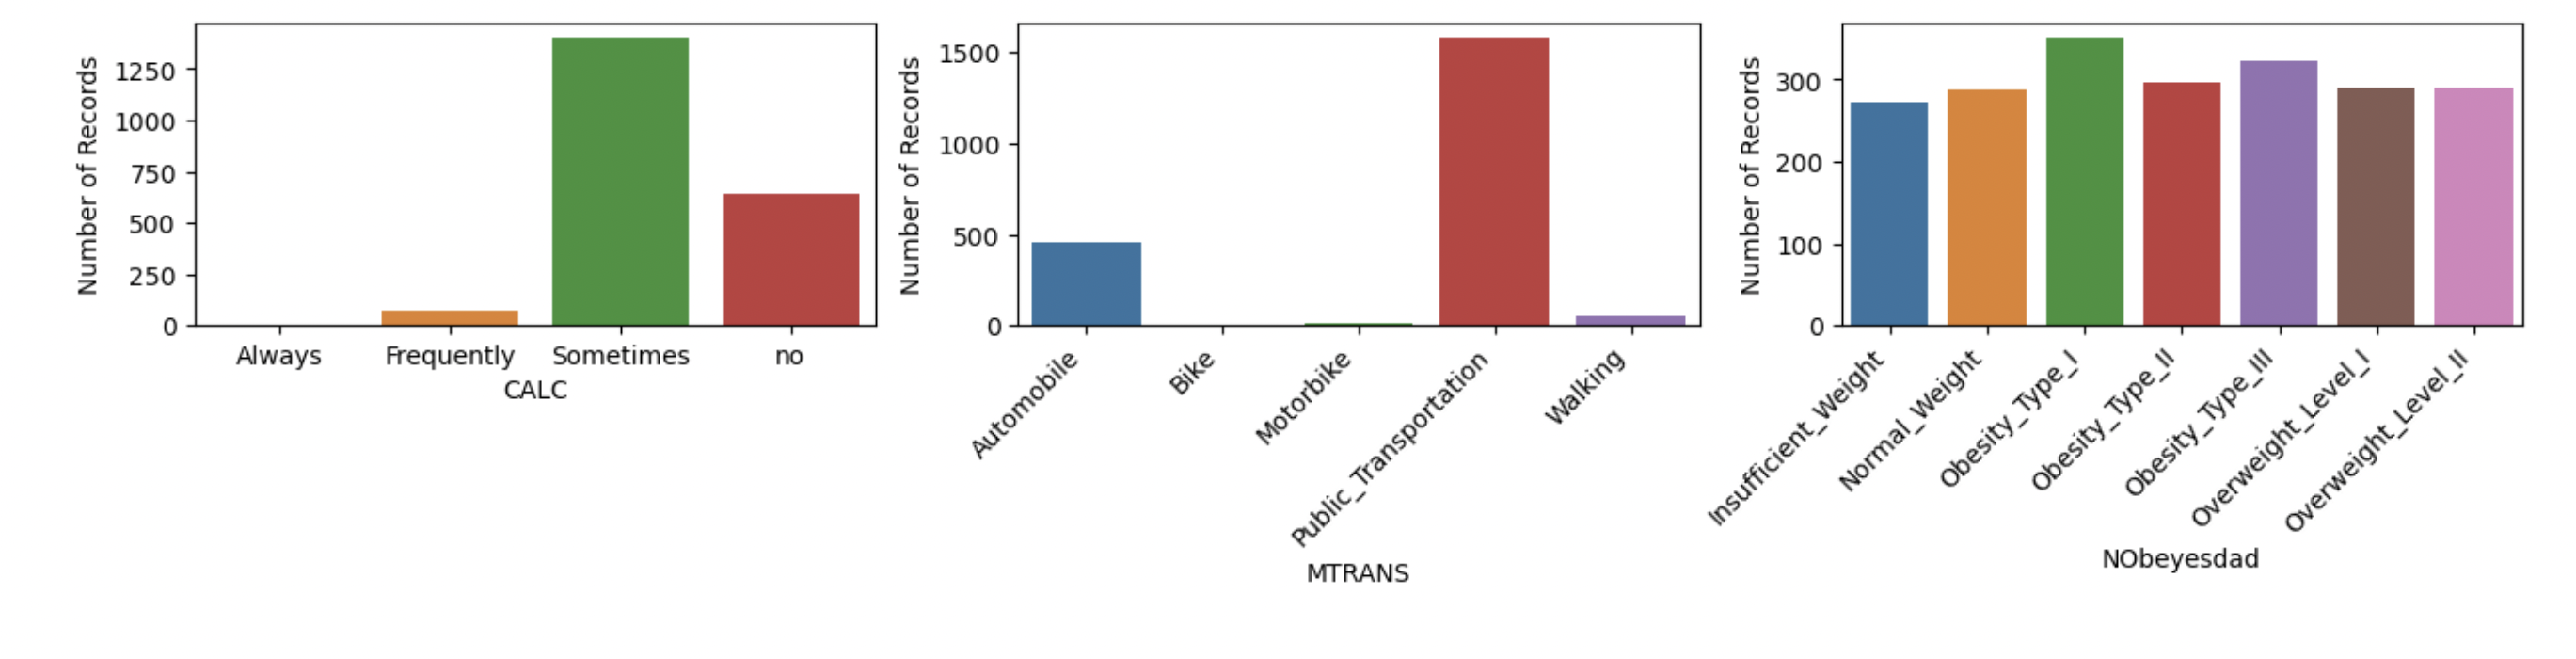 Number of Records
1250
1000
750
500
250
0
Always Frequently Sometimes no
CALC
Number of Records
1500
1000
500
0
Automobile
Bike
Motorbike
Public_Transportation
Walking
MTRANS
Number of Records
300
200
100
0
Insufficient_Weight
Normal_Weight
Obesity_Type_I
Obesity_Type_II
Obesity_Type_III
Overweight_Level_I
Overweight_Level_II
NObeyesdad